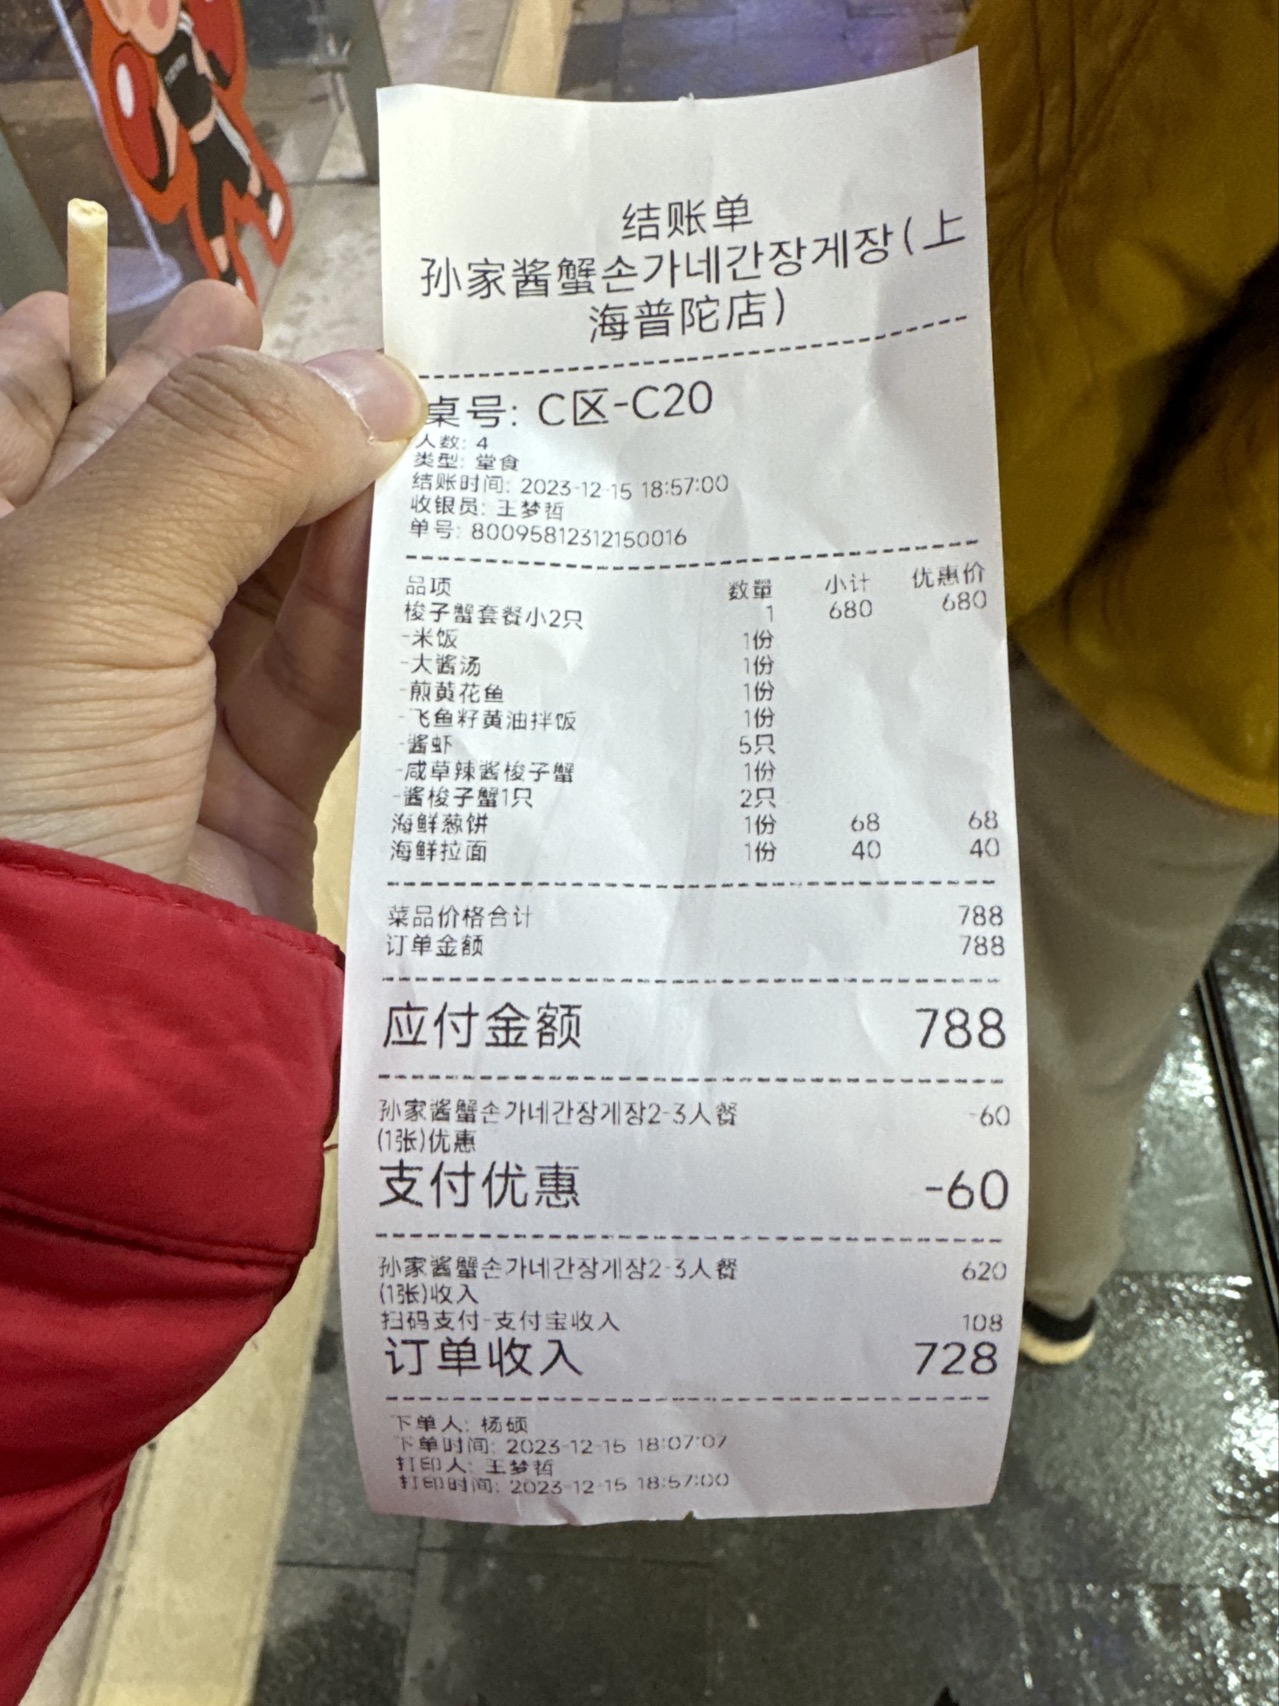 结账单
孙家酱蟹손가네간장게장(上
海普陀店)
桌号: C区-C20
人数: 4
类型: 堂食
结账时间: 2023-12-15 18:57:00
收银员: 王梦哲
单号: 80095812312150016
品项 数量 小计 优惠价
梭子蟹套餐小2只 1 680 680
-米饭 1份
-大酱汤 1份
-煎黄花鱼 1份
-飞鱼籽黄油拌饭 1份
-酱虾 5只
-咸草辣酱梭子蟹 1份
-酱梭子蟹1只 2只
海鲜葱饼 1份 68 68
海鲜拉面 1份 40 40
菜品价格合计 788
订单金额 788
应付金额 788
孙家酱蟹손가네간장게장2-3人餐 -60
(1张)优惠
支付优惠 -60
孙家酱蟹손가네간장게장2-3人餐 620
(1张)收入
扫码支付-支付宝收入 108
订单收入 728
下单人: 杨硕
下单时间: 2023-12-15 18:07:07
打印人: 王梦哲
打印时间: 2023-12-15 18:57:00